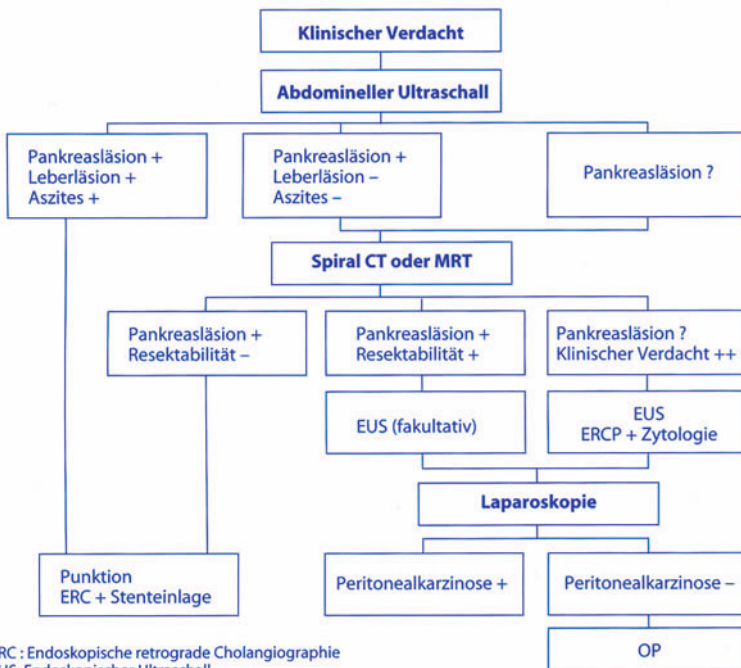 Klinischer Verdacht
Abdomineller Ultraschall
Pankreasläsion +
Leberläsion +
Aszites +
Pankreasläsion +
Leberläsion –
Aszites –
Pankreasläsion ?
Spiral CT oder MRT
Pankreasläsion +
Resektabilität –
Pankreasläsion +
Resektabilität +
Pankreasläsion ?
Klinischer Verdacht ++
EUS (fakultativ)
EUS
ERCP + Zytologie
Laparoskopie
Punktion
ERC + Stenteinlage
Peritonealkarzinose +
Peritonealkarzinose –
OP
RC : Endoskopische retrograde Cholangiographie